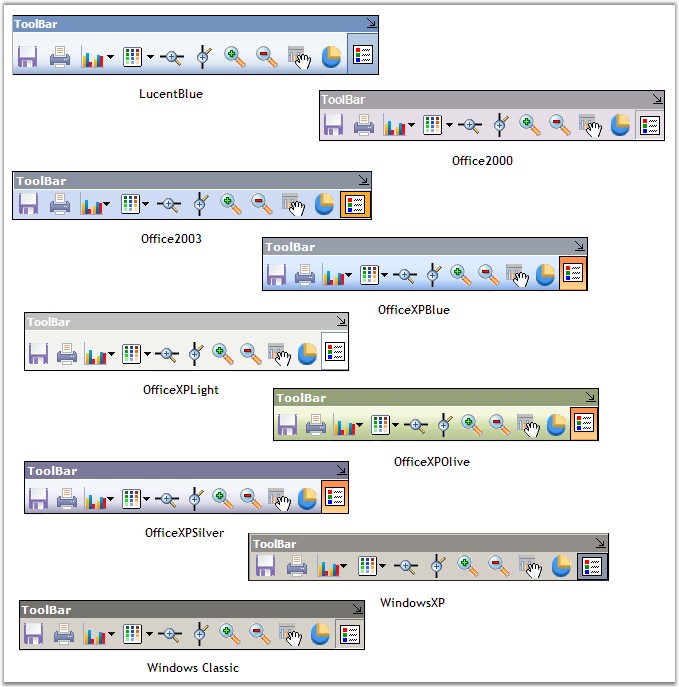 ToolBar
LucentBlue
ToolBar
Office2000
ToolBar
Office2003
ToolBar
OfficeXPBlue
ToolBar
OfficeXPLight
ToolBar
OfficeXPOlive
ToolBar
OfficeXPSilver
ToolBar
WindowsXP
ToolBar
Windows Classic